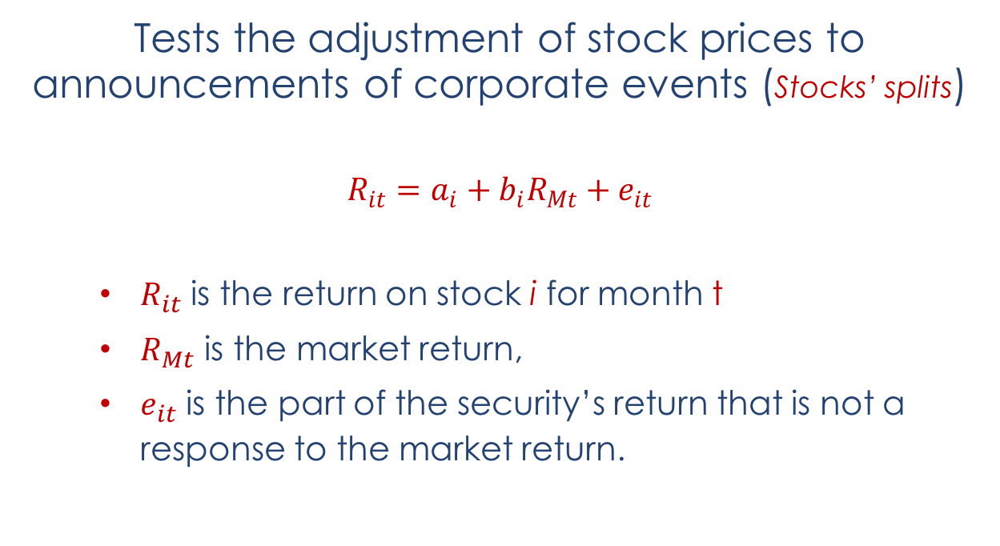 Tests the adjustment of stock prices to
announcements of corporate events (Stocks’ splits)
R_{it} = a_i + b_i R_{Mt} + e_{it}
• R_{it} is the return on stock i for month t
• R_{Mt} is the market return,
• e_{it} is the part of the security’s return that is not a
response to the market return.